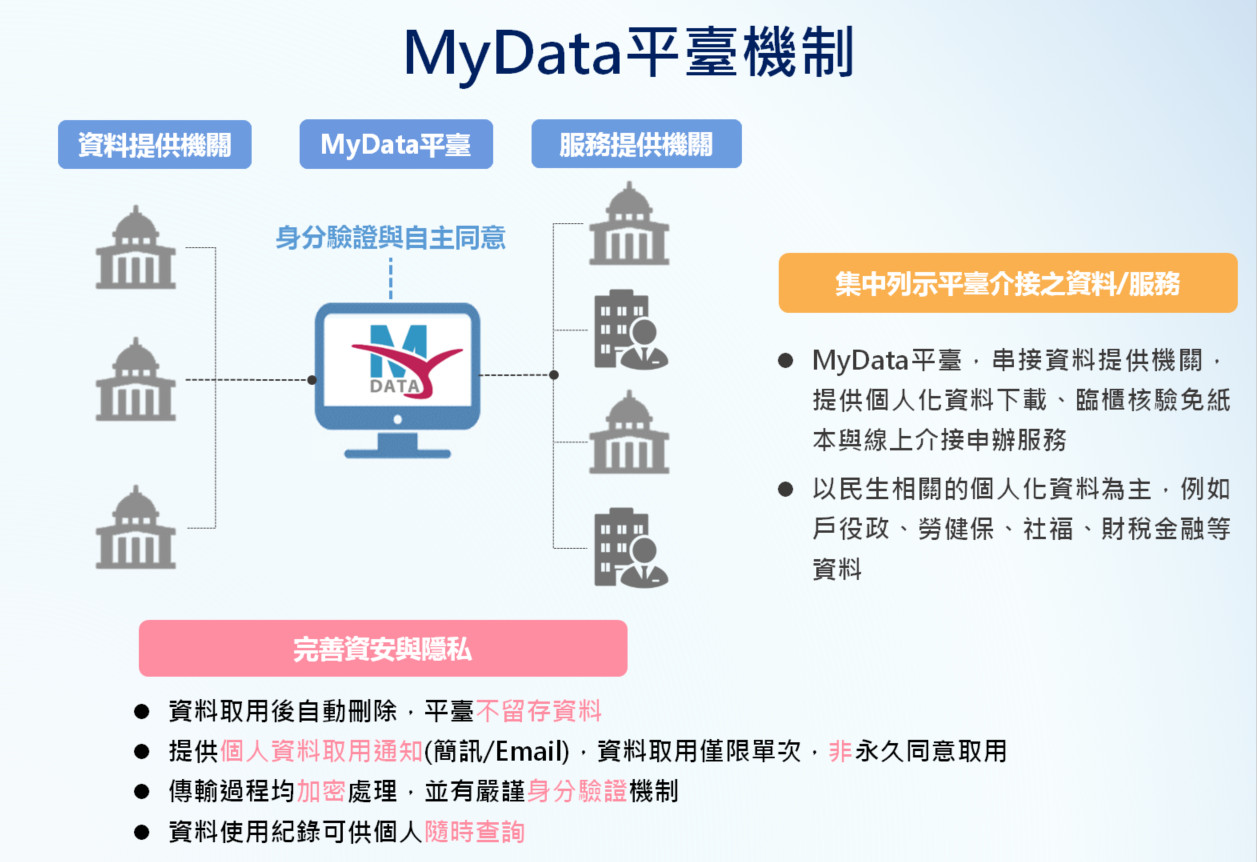 MyData平臺機制
資料提供機關
MyData平臺
服務提供機關
身分驗證與自主同意
M
DATA
集中列示平臺介接之資料/服務
● MyData平臺，串接資料提供機關，
提供個人化資料下載、臨櫃核驗免紙
本與線上介接申辦服務
● 以民生相關的個人化資料為主，例如
戶役政、勞健保、社福、財稅金融等
資料
完善資安與隱私
● 資料取用後自動刪除，平臺不留存資料
● 提供個人資料取用通知(簡訊/Email)，資料取用僅限單次，非永久同意取用
● 傳輸過程均加密處理，並有嚴謹身分驗證機制
● 資料使用紀錄可供個人隨時查詢